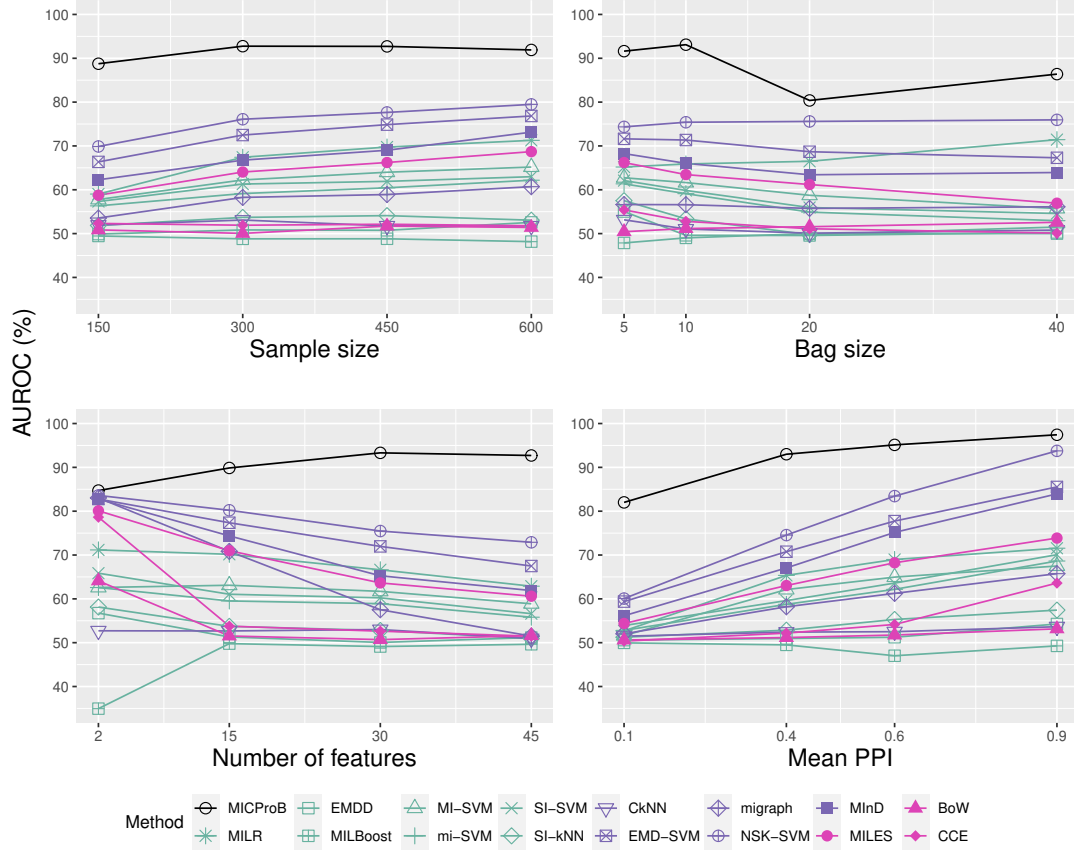 100
90
80
70
60
50
40
150 300 450 600
Sample size
100
90
80
70
60
50
40
5 10 20 40
Bag size
AUROC (%)
100
90
80
70
60
50
40
2 15 30 45
Number of features
100
90
80
70
60
50
40
0.1 0.4 0.6 0.9
Mean PPI
Method
MICProB EMDD MI−SVM SI−SVM CkNN migraph MInD BoW
MILR MILBoost mi−SVM SI−kNN EMD−SVM NSK−SVM MILES CCE